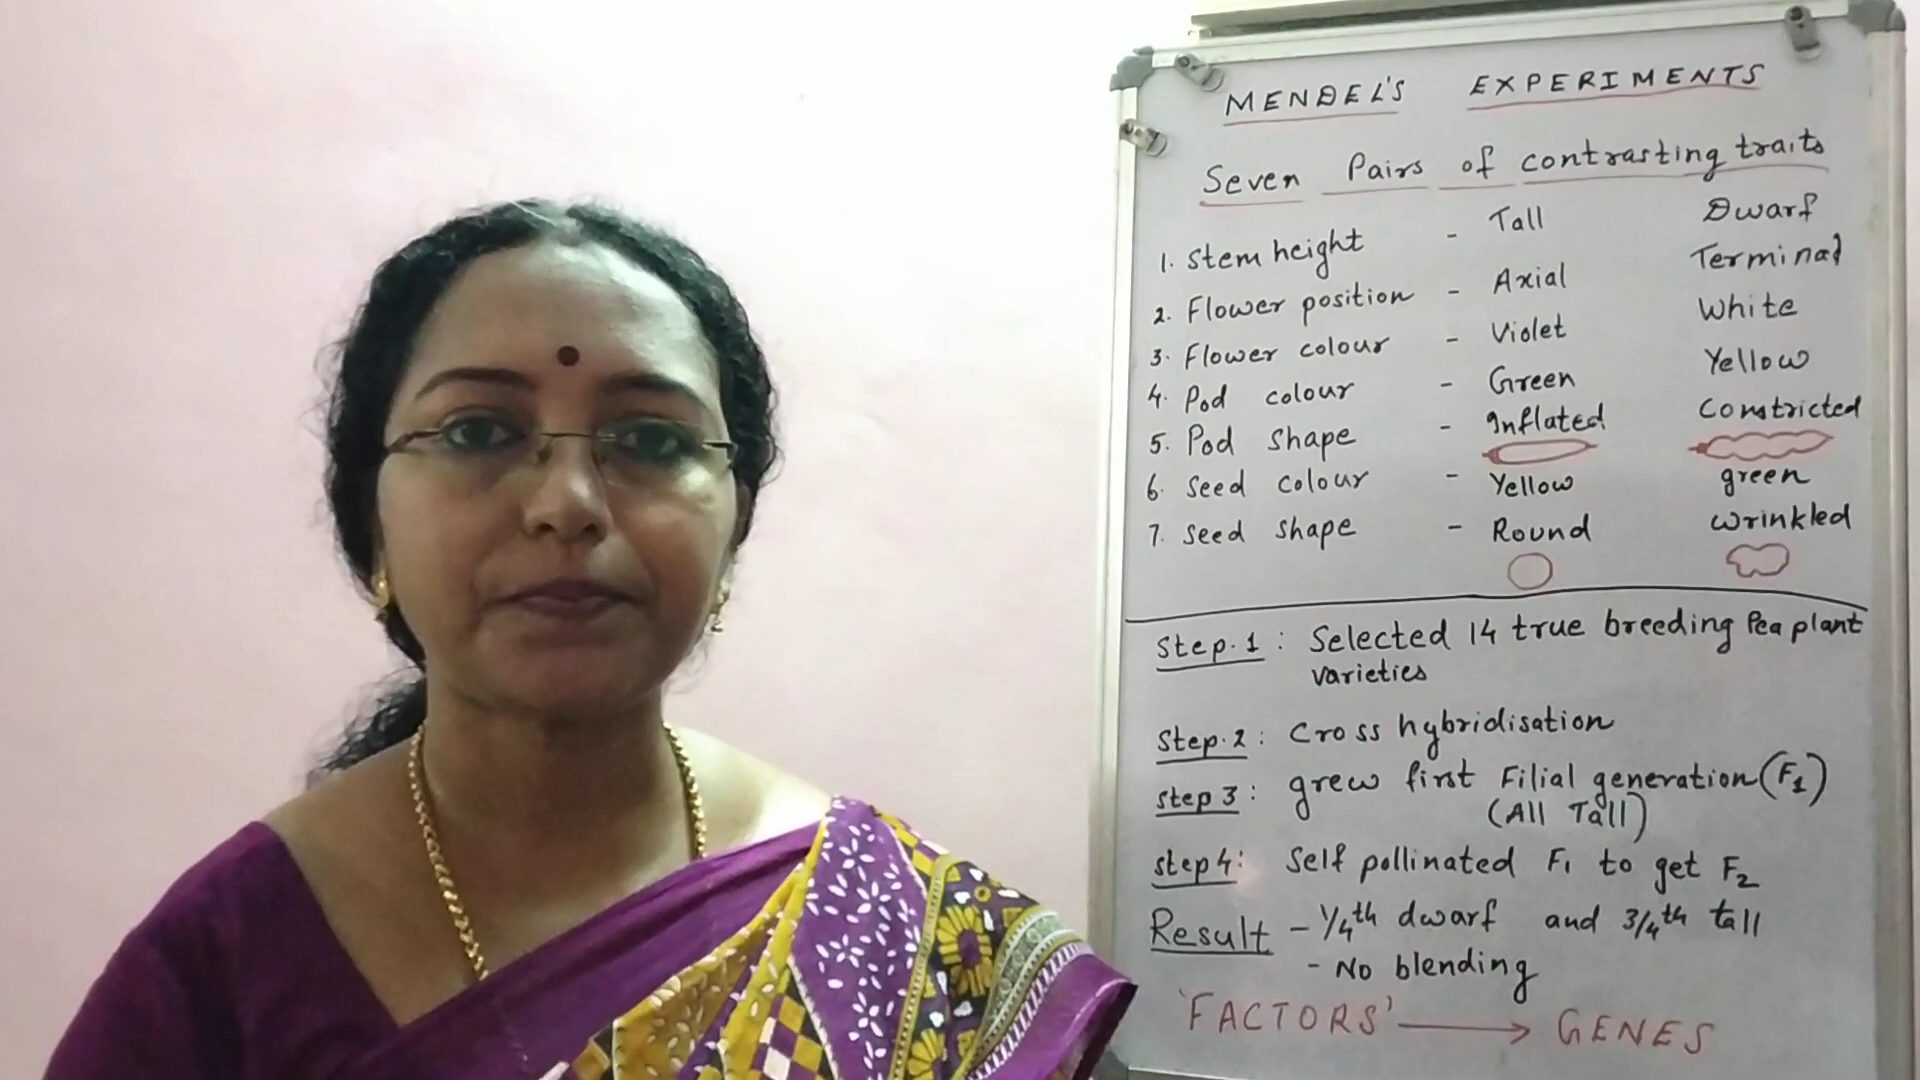 MENDEL'S EXPERIMENTS
Seven Pairs of contrasting traits
1. Stem height - Tall Dwarf
2. Flower position - Axial Terminal
3. Flower colour - Violet White
4. Pod colour - Green Yellow
5. Pod shape - Inflated Constricted
6. Seed colour - Yellow green
7. Seed shape - Round wrinkled
Step.1 : Selected 14 true breeding Pea plant
varieties
Step.2 : Cross hybridisation
Step 3 : grew first Filial generation (F1)
(All Tall)
Step 4 : Self pollinated F1 to get F2
Result - 1/4th dwarf and 3/4th tall
- No blending
'FACTORS' → GENES